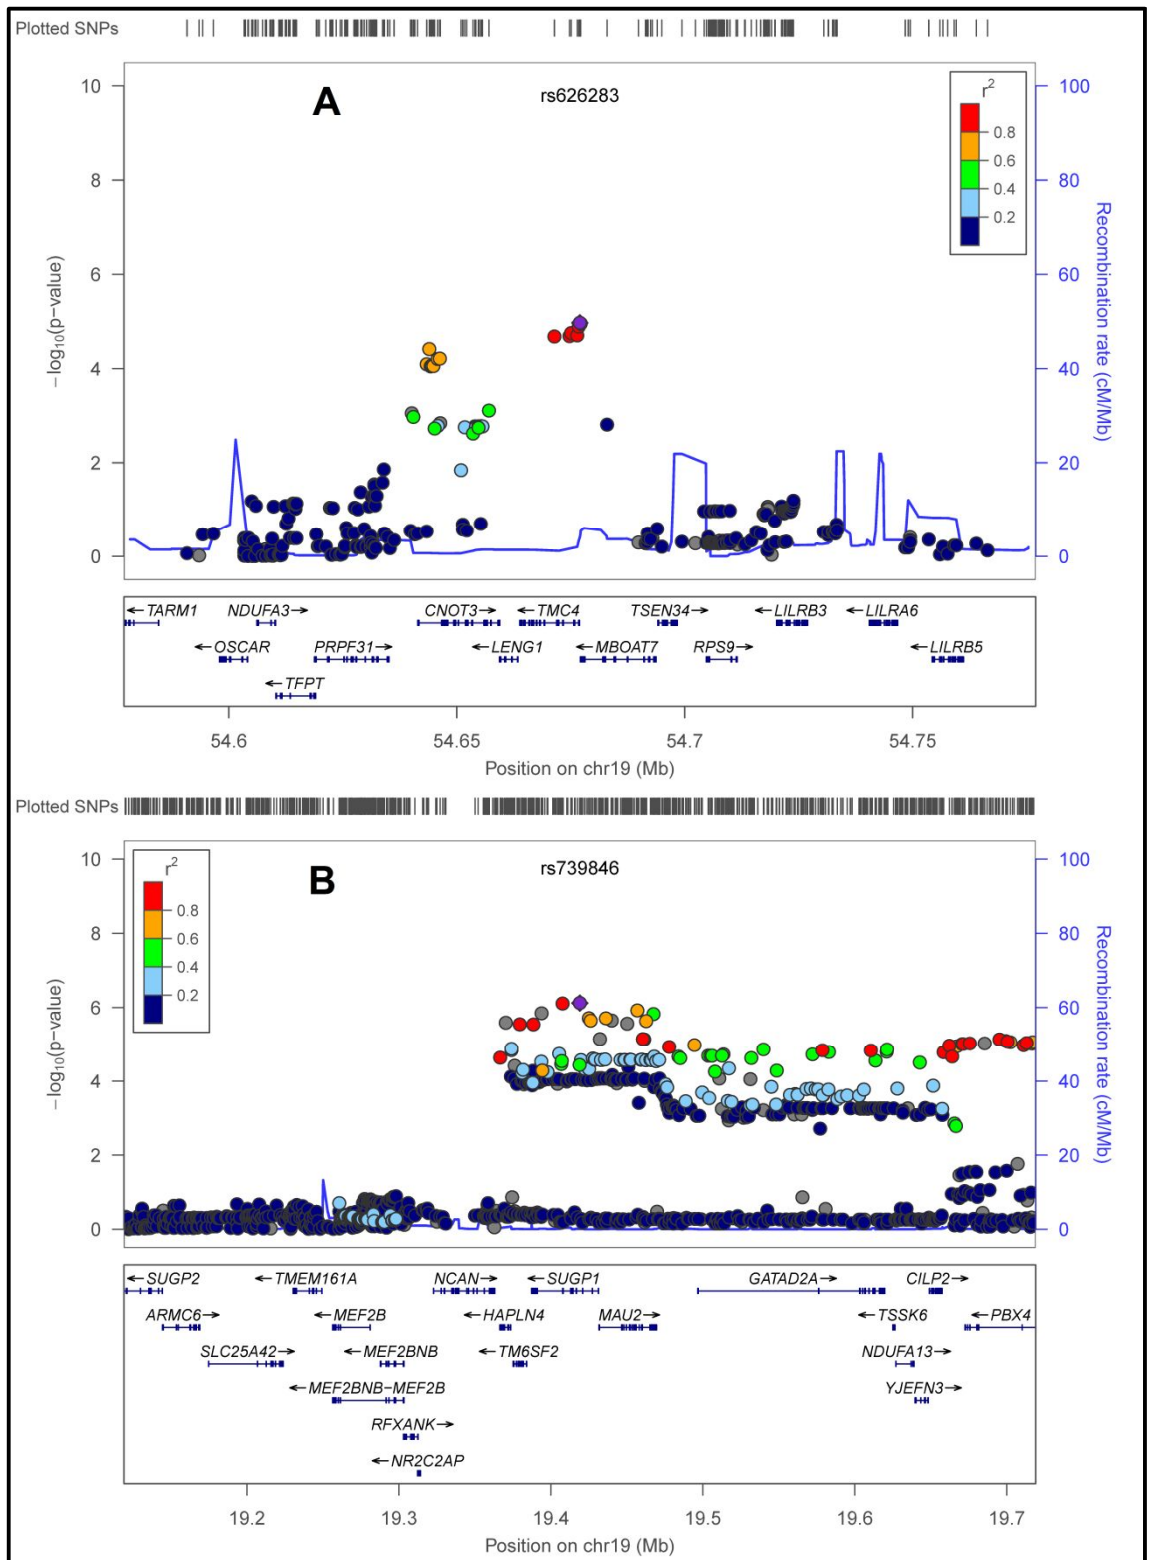 Plotted SNPs
A
rs626283
r²
0.8
0.6
0.4
0.2
10
8
6
4
2
0
−log10(p−value)
100
80
60
40
20
0
Recombination rate (cM/Mb)
←TARM1 NDUFA3→ CNOT3→ ←TMC4 TSEN34→ ←LILRB3 ←LILRA6
←OSCAR PRPF31→ ←LENG1 ←MBOAT7 RPS9→ ←LILRB5
←TFPT
54.6 54.65 54.7 54.75
Position on chr19 (Mb)
Plotted SNPs
B
rs739846
r²
0.8
0.6
0.4
0.2
10
8
6
4
2
0
−log10(p−value)
100
80
60
40
20
0
Recombination rate (cM/Mb)
←SUGP2 ←TMEM161A NCAN→ ←SUGP1 GATAD2A→ CILP2→
ARMC6→ ←MEF2B ←HAPLN4 MAU2→ ←TSSK6 ←PBX4
SLC25A42→ ←MEF2BNB ←TM6SF2 NDUFA13→
←MEF2BNB−MEF2B YJEFN3→
RFXANK→
←NR2C2AP
19.2 19.3 19.4 19.5 19.6 19.7
Position on chr19 (Mb)